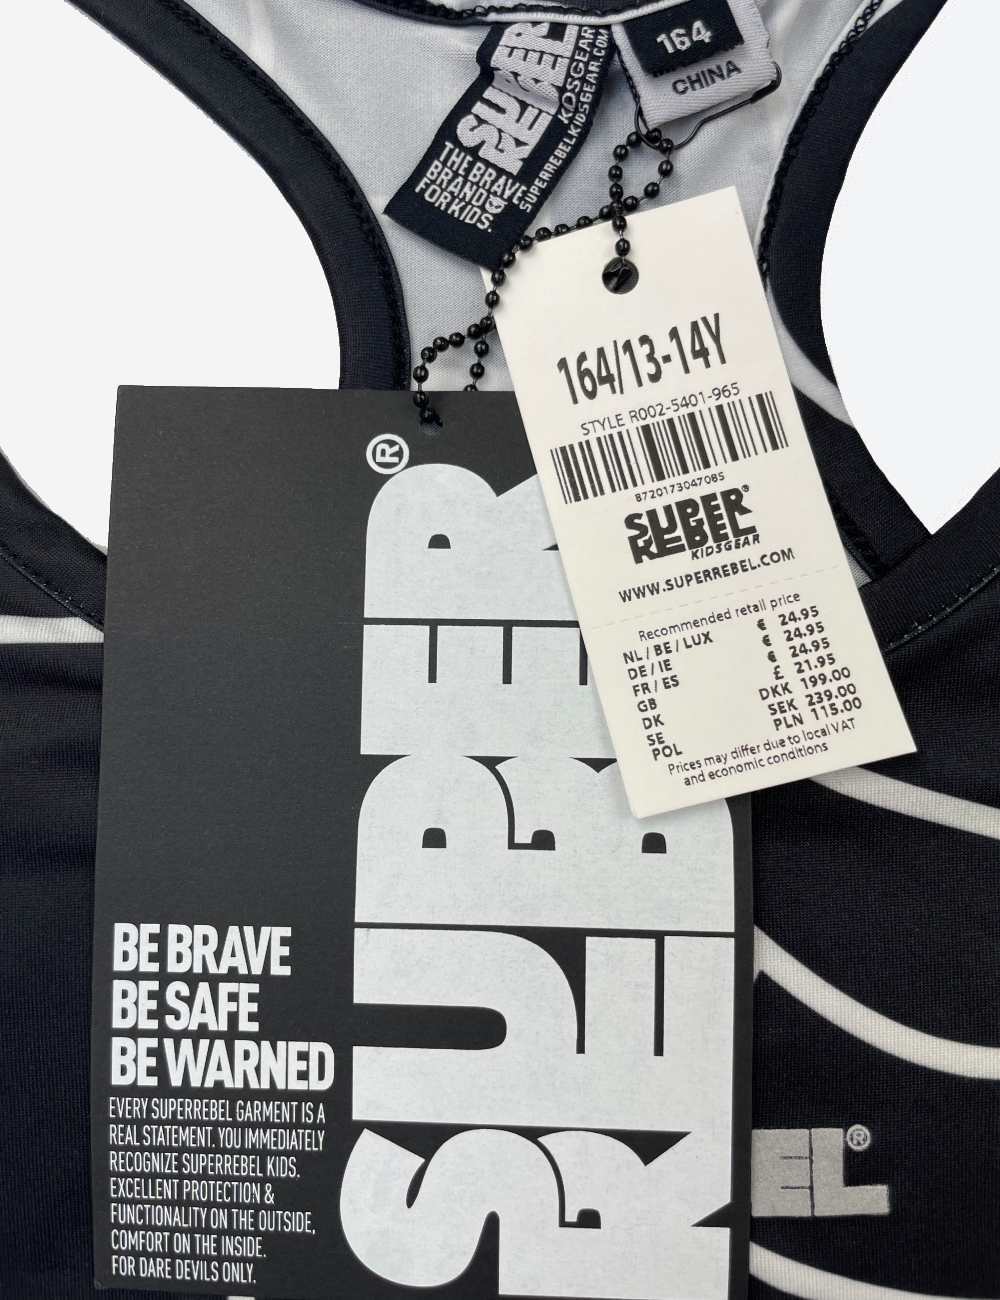 SUPER
REBEL
KIDSGEAR
SUPERREBELKIDSGEAR.COM
THE BRAVE
BRAND
FOR KIDS.
164
CHINA
164/13-14Y
STYLE R002-5401-965
8720173047085
SUPER®
REBEL
KIDSGEAR
WWW.SUPERREBEL.COM
Recommended retail price
NL / BE / LUX € 24.95
DE / IE € 24.95
FR / ES € 24.95
GB £ 21.95
DK DKK 199.00
SE SEK 239.00
POL PLN 115.00
Prices may differ due to local VAT
and economic conditions
SUPER®
REBE
BE BRAVE
BE SAFE
BE WARNED
EVERY SUPERREBEL GARMENT IS A
REAL STATEMENT. YOU IMMEDIATELY
RECOGNIZE SUPERREBEL KIDS.
EXCELLENT PROTECTION &
FUNCTIONALITY ON THE OUTSIDE,
COMFORT ON THE INSIDE.
FOR DARE DEVILS ONLY.
EL®